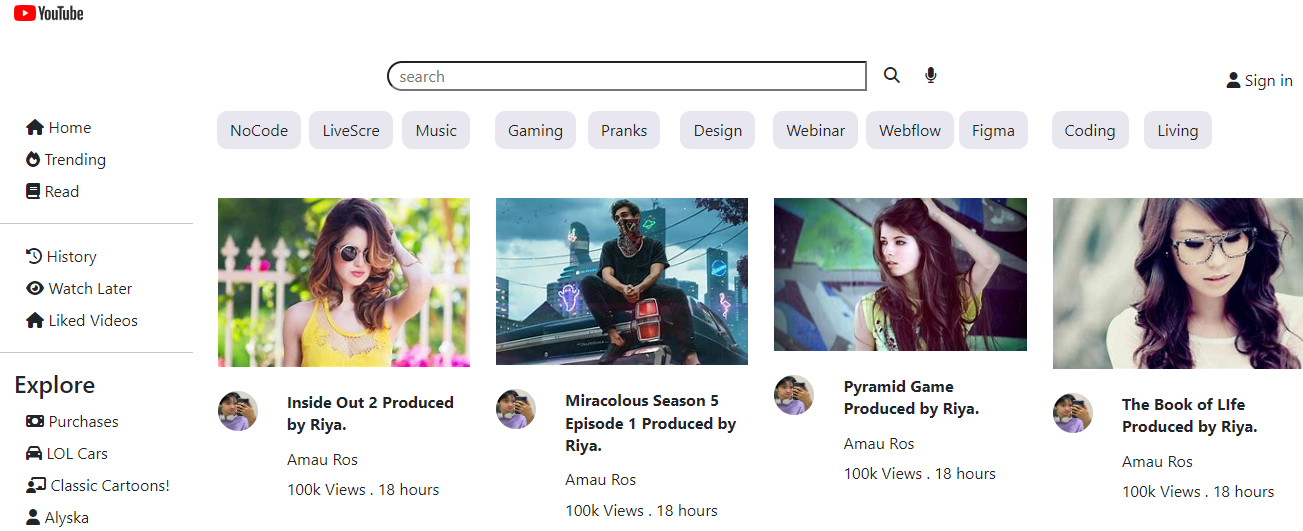 YouTube
search
Sign in
Home
Trending
Read
History
Watch Later
Liked Videos
Explore
Purchases
LOL Cars
Classic Cartoons!
Alyska
NoCode LiveScre Music Gaming Pranks Design Webinar Webflow Figma Coding Living
Inside Out 2 Produced
by Riya.
Amau Ros
100k Views . 18 hours
Miracolous Season 5
Episode 1 Produced by
Riya.
Amau Ros
100k Views . 18 hours
Pyramid Game
Produced by Riya.
Amau Ros
100k Views . 18 hours
The Book of LIfe
Produced by Riya.
Amau Ros
100k Views . 18 hours